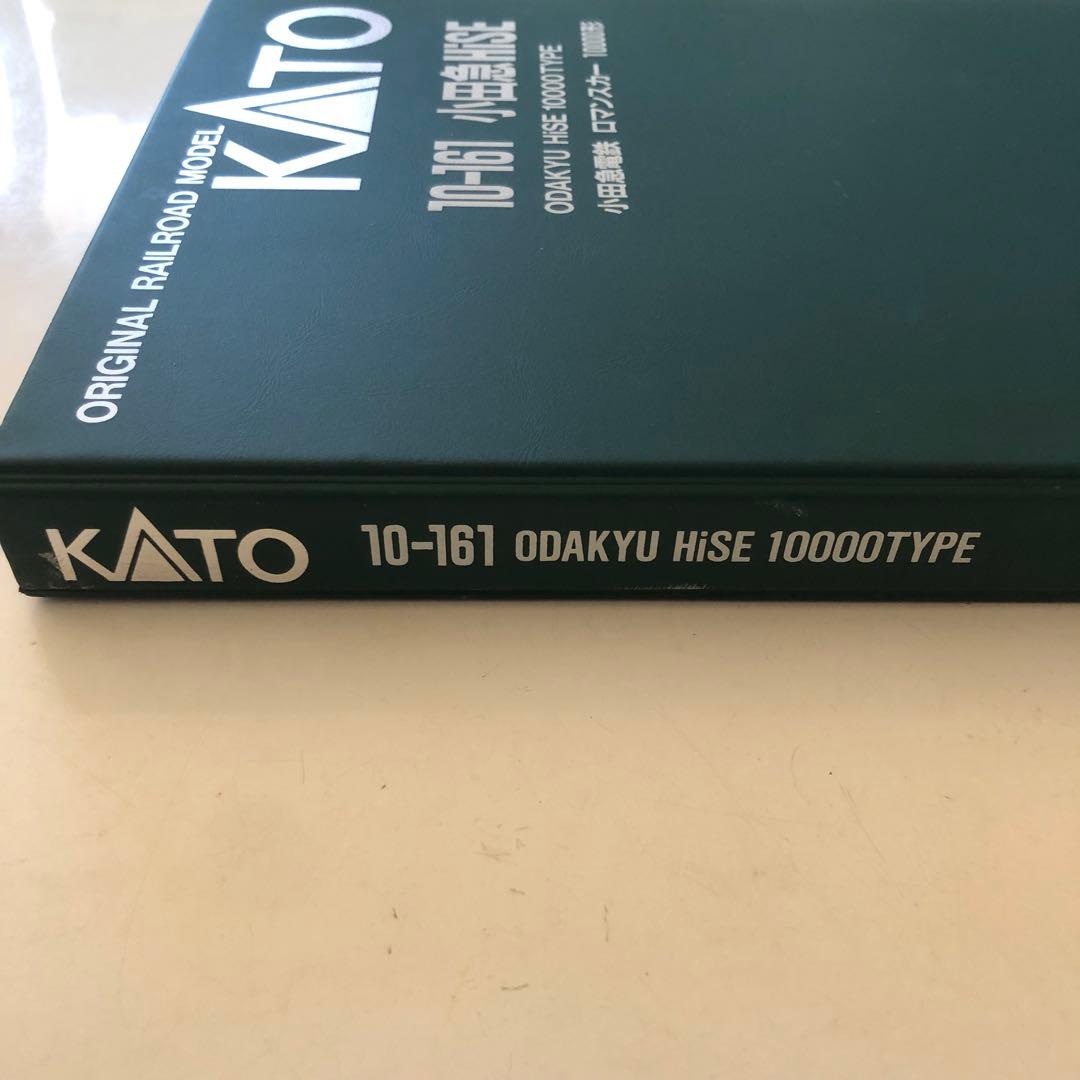 ORIGINAL RAILROAD MODEL
KATO
10-161 小田急HiSE
ODAKYU HiSE 10000TYPE
小田急電鉄 ロマンスカー 10000形
KATO 10-161 ODAKYU HiSE 10000TYPE